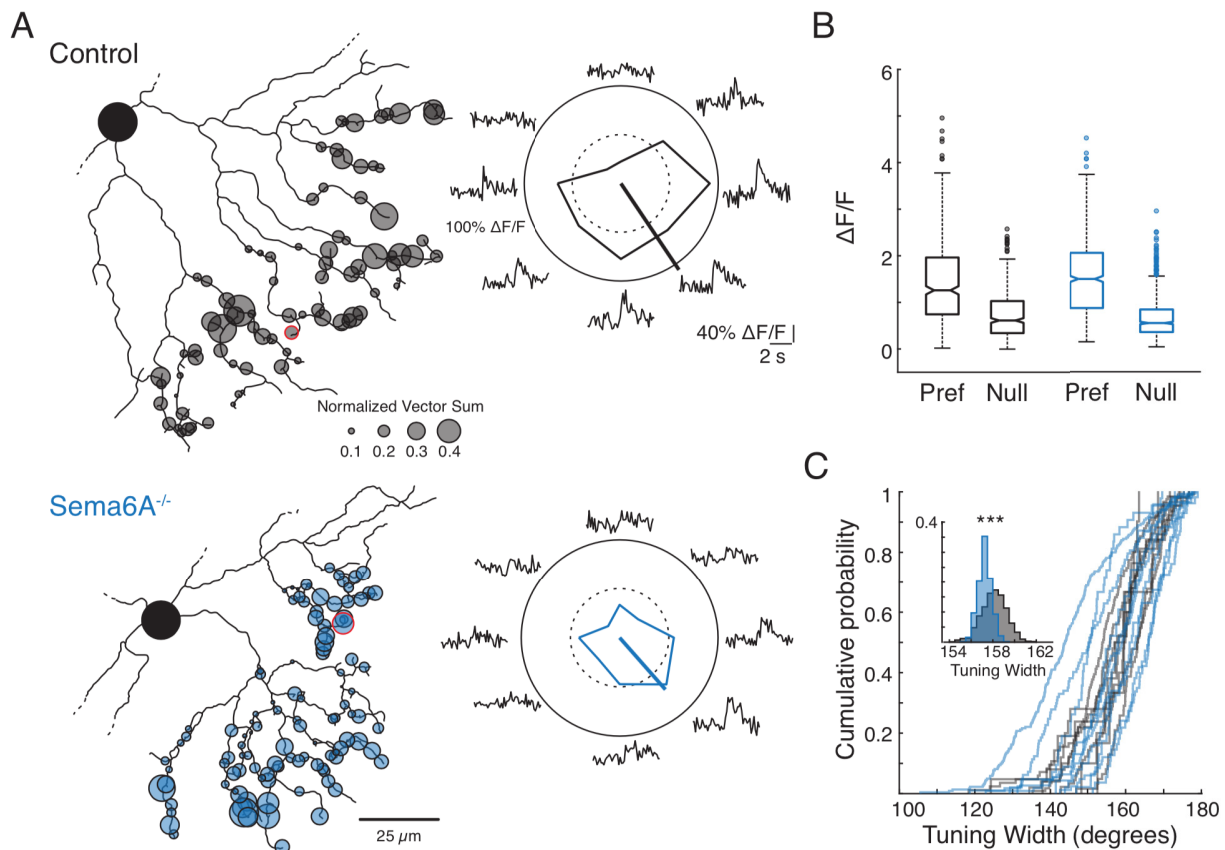 A
Control
100% ΔF/F
40% ΔF/F
2 s
Normalized Vector Sum
0.1 0.2 0.3 0.4
Sema6A-/-
25 µm
B
6
4
2
0
ΔF/F
Pref Null Pref Null
C
1
0.8
0.6
0.4
0.2
Cumulative probability
0.4
***
154 158 162
Tuning Width
100 120 140 160 180
Tuning Width (degrees)